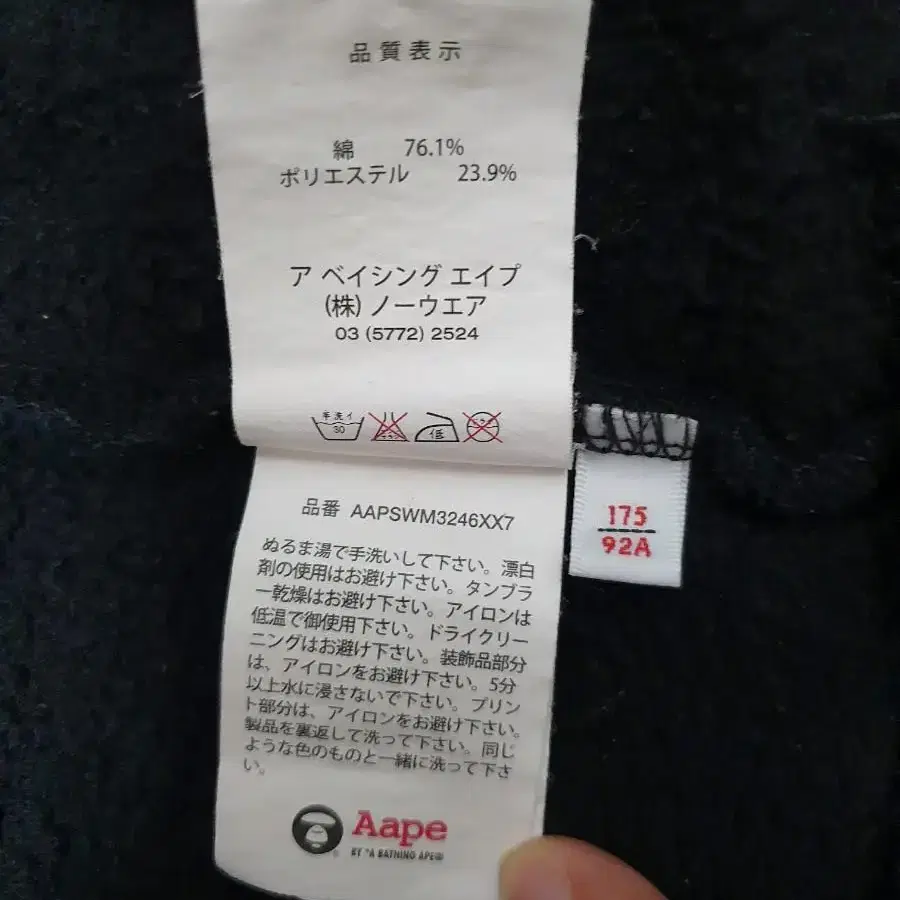 品質表示
綿 76.1%
ポリエステル 23.9%
ア ベイシング エイプ
(株) ノーウエア
03 (5772) 2524
手洗イ
30
低
品番 AAPSWM3246XX7
ぬるま湯で手洗いして下さい。漂白
剤の使用はお避け下さい。タンブラ
ー乾燥はお避け下さい。アイロンは
低温で御使用下さい。ドライクリー
ニングはお避け下さい。装飾品部分
は、アイロンをお避け下さい。5分
以上水に浸さないで下さい。プリン
ト部分は、アイロンをお避け下さい。
製品を裏返して洗って下さい。同じ
ような色のものと一緒に洗って下さ
い。
Aape
BY *A BATHING APE®
175
92A